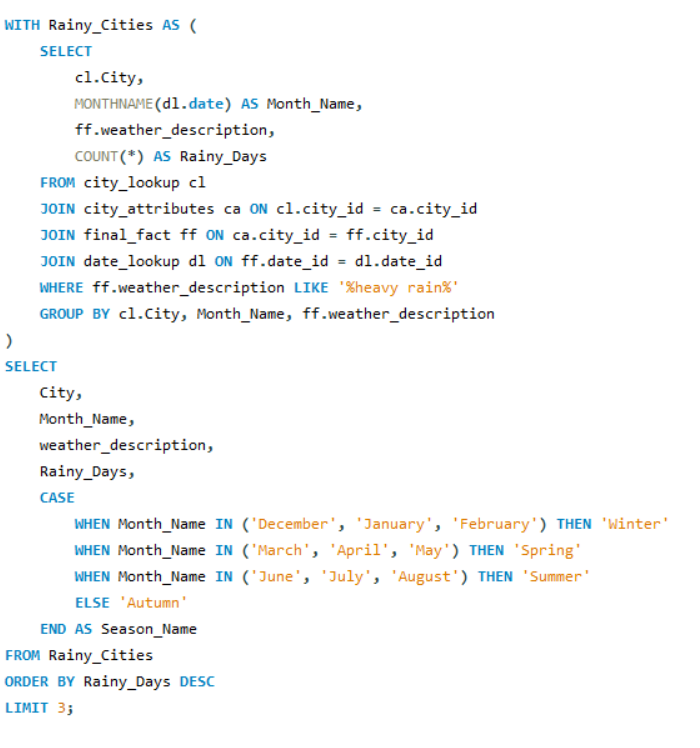 WITH Rainy_Cities AS (
    SELECT
        cl.City,
        MONTHNAME(dl.date) AS Month_Name,
        ff.weather_description,
        COUNT(*) AS Rainy_Days
    FROM city_lookup cl
    JOIN city_attributes ca ON cl.city_id = ca.city_id
    JOIN final_fact ff ON ca.city_id = ff.city_id
    JOIN date_lookup dl ON ff.date_id = dl.date_id
    WHERE ff.weather_description LIKE '%heavy rain%'
    GROUP BY cl.City, Month_Name, ff.weather_description
)
SELECT
    City,
    Month_Name,
    weather_description,
    Rainy_Days,
    CASE
        WHEN Month_Name IN ('December', 'January', 'February') THEN 'Winter'
        WHEN Month_Name IN ('March', 'April', 'May') THEN 'Spring'
        WHEN Month_Name IN ('June', 'July', 'August') THEN 'Summer'
        ELSE 'Autumn'
    END AS Season_Name
FROM Rainy_Cities
ORDER BY Rainy_Days DESC
LIMIT 3;